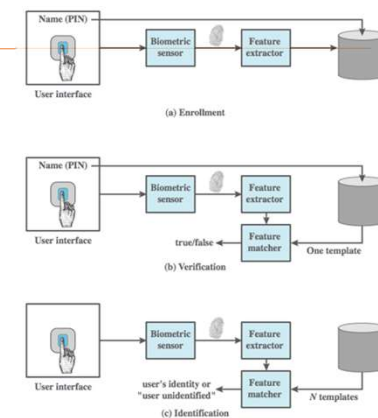 Name (PIN)
Biometric
sensor
Feature
extractor
User interface
(a) Enrollment
Name (PIN)
Biometric
sensor
Feature
extractor
User interface
true/false
Feature
matcher
One template
(b) Verification
Biometric
sensor
Feature
extractor
User interface
user's identity or
"user unidentified"
Feature
matcher
N templates
(c) Identification